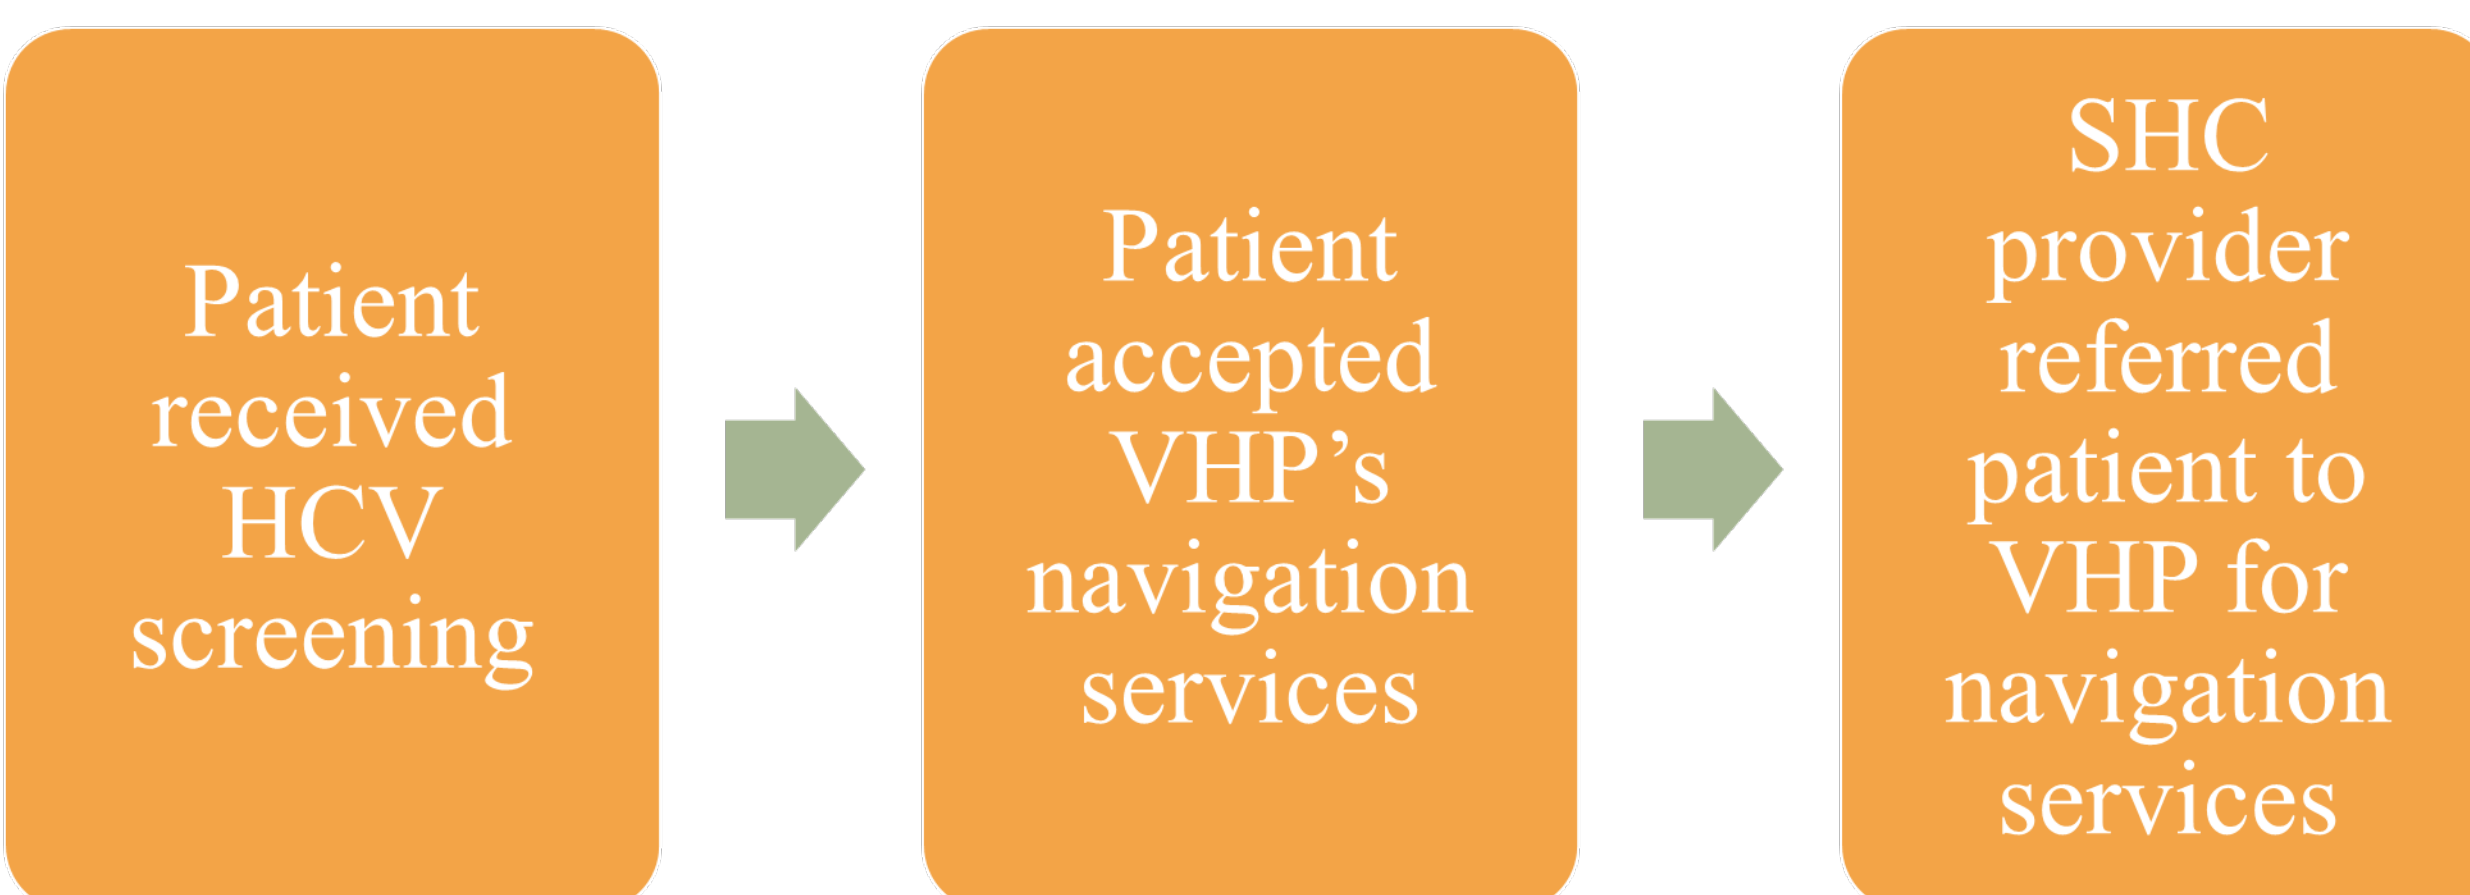 Patient
received
HCV
screening
Patient
accepted
VHP’s
navigation
services
SHC
provider
referred
patient to
VHP for
navigation
services